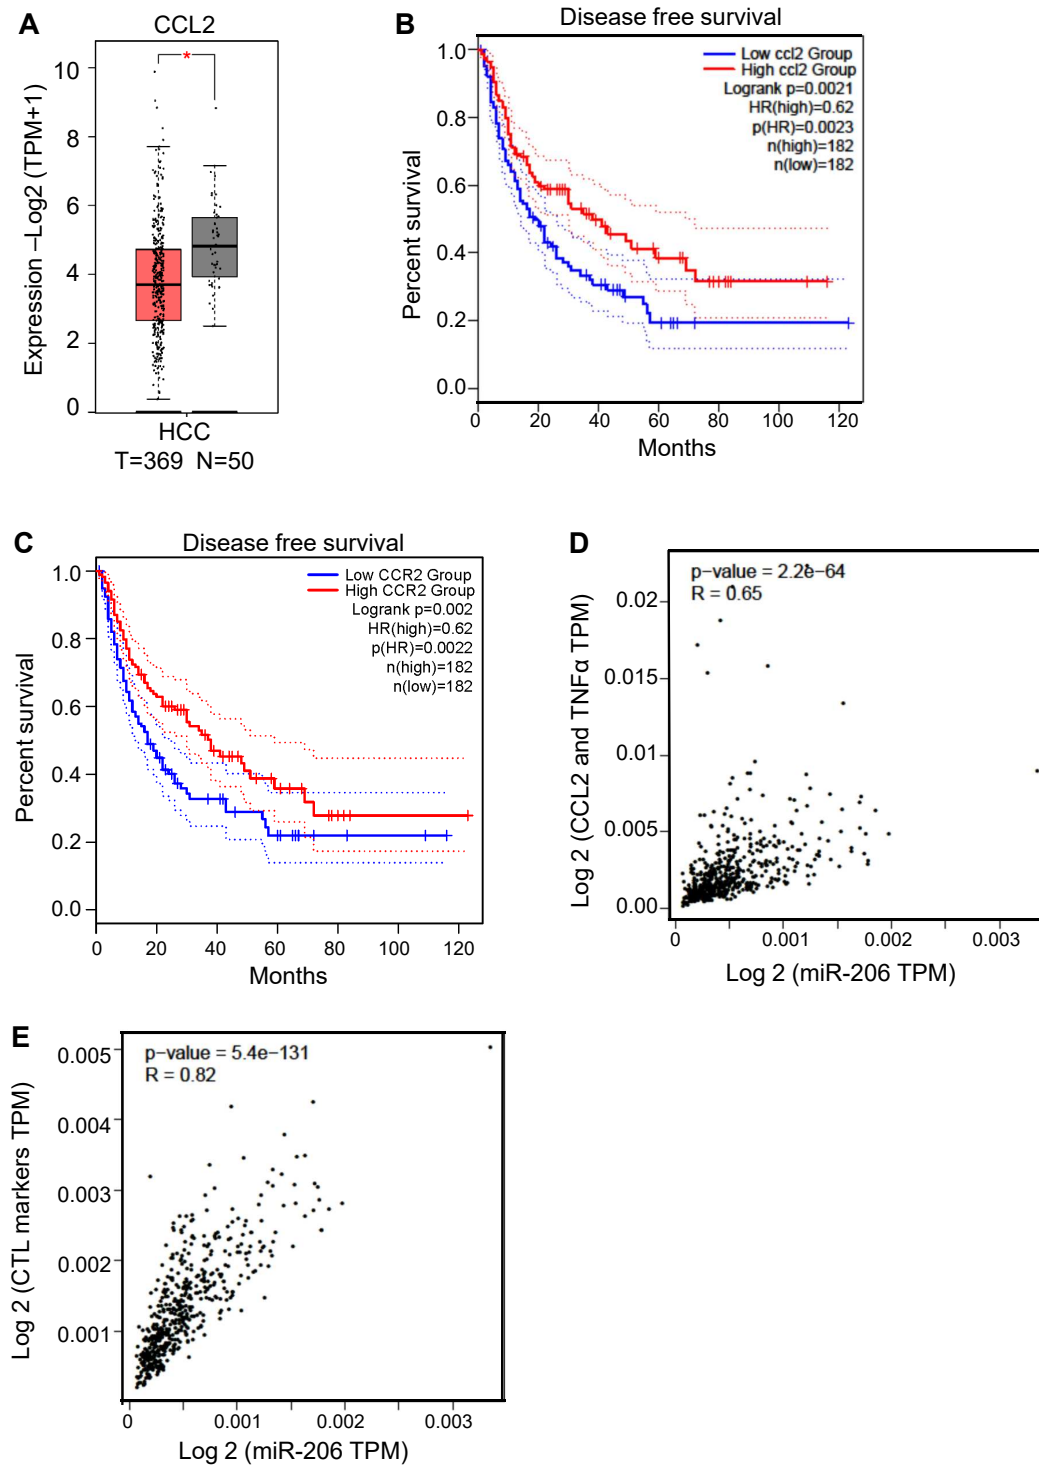 A
CCL2
*
Expression –Log2 (TPM+1)
10
8
6
4
2
0
HCC
T=369 N=50
B
Disease free survival
Low ccl2 Group
High ccl2 Group
Logrank p=0.0021
HR(high)=0.62
p(HR)=0.0023
n(high)=182
n(low)=182
Percent survival
1.0
0.8
0.6
0.4
0.2
0.0
0 20 40 60 80 100 120
Months
C
Disease free survival
Low CCR2 Group
High CCR2 Group
Logrank p=0.002
HR(high)=0.62
p(HR)=0.0022
n(high)=182
n(low)=182
Percent survival
1.0
0.8
0.6
0.4
0.2
0.0
0 20 40 60 80 100 120
Months
D
p−value = 2.2e−64
R = 0.65
Log 2 (CCL2 and TNFα TPM)
0.02
0.015
0.01
0.005
0.00
0 0.001 0.002 0.003
Log 2 (miR-206 TPM)
E
p−value = 5.4e−131
R = 0.82
Log 2 (CTL markers TPM)
0.005
0.004
0.003
0.002
0.001
0 0.001 0.002 0.003
Log 2 (miR-206 TPM)